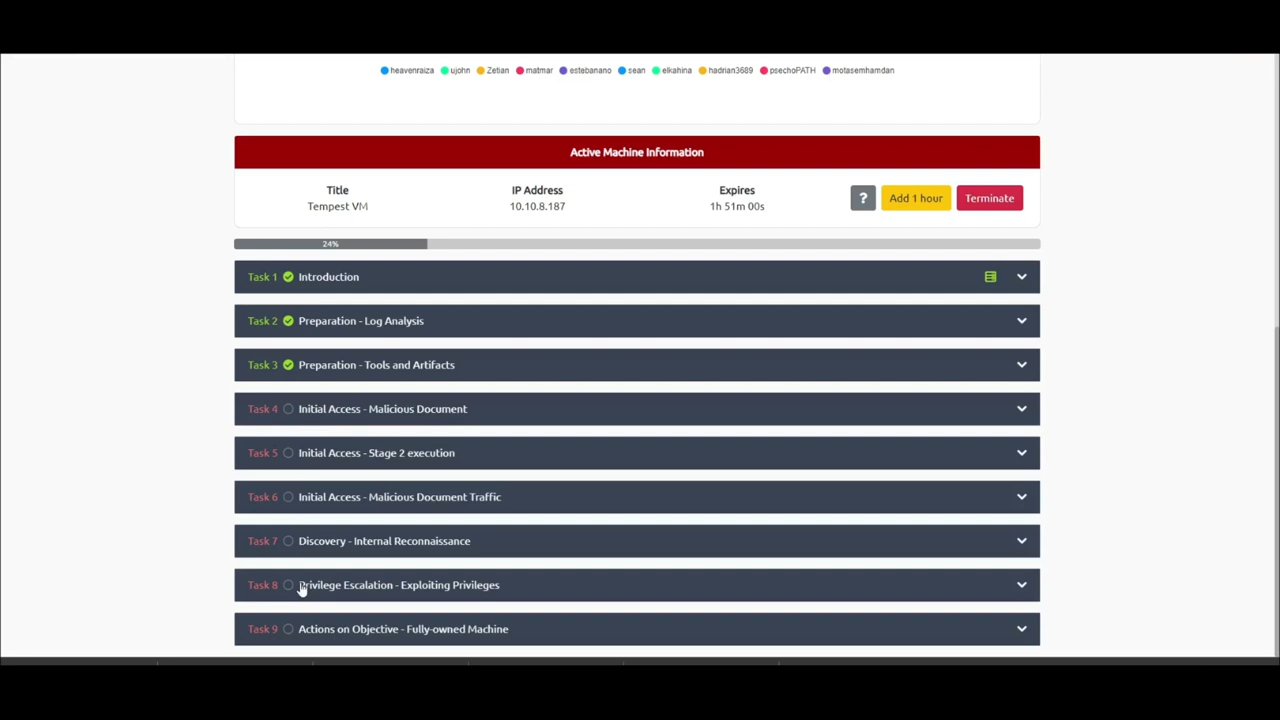 heavenraiza ujohn Zetian matmar estebanano sean elkahina hadrian3689 psechoPATH motasemhamdan
Active Machine Information
Title IP Address Expires
Tempest VM 10.10.8.187 1h 51m 00s ? Add 1 hour Terminate
24%
Task 1 Introduction
Task 2 Preparation - Log Analysis
Task 3 Preparation - Tools and Artifacts
Task 4 Initial Access - Malicious Document
Task 5 Initial Access - Stage 2 execution
Task 6 Initial Access - Malicious Document Traffic
Task 7 Discovery - Internal Reconnaissance
Task 8 Privilege Escalation - Exploiting Privileges
Task 9 Actions on Objective - Fully-owned Machine